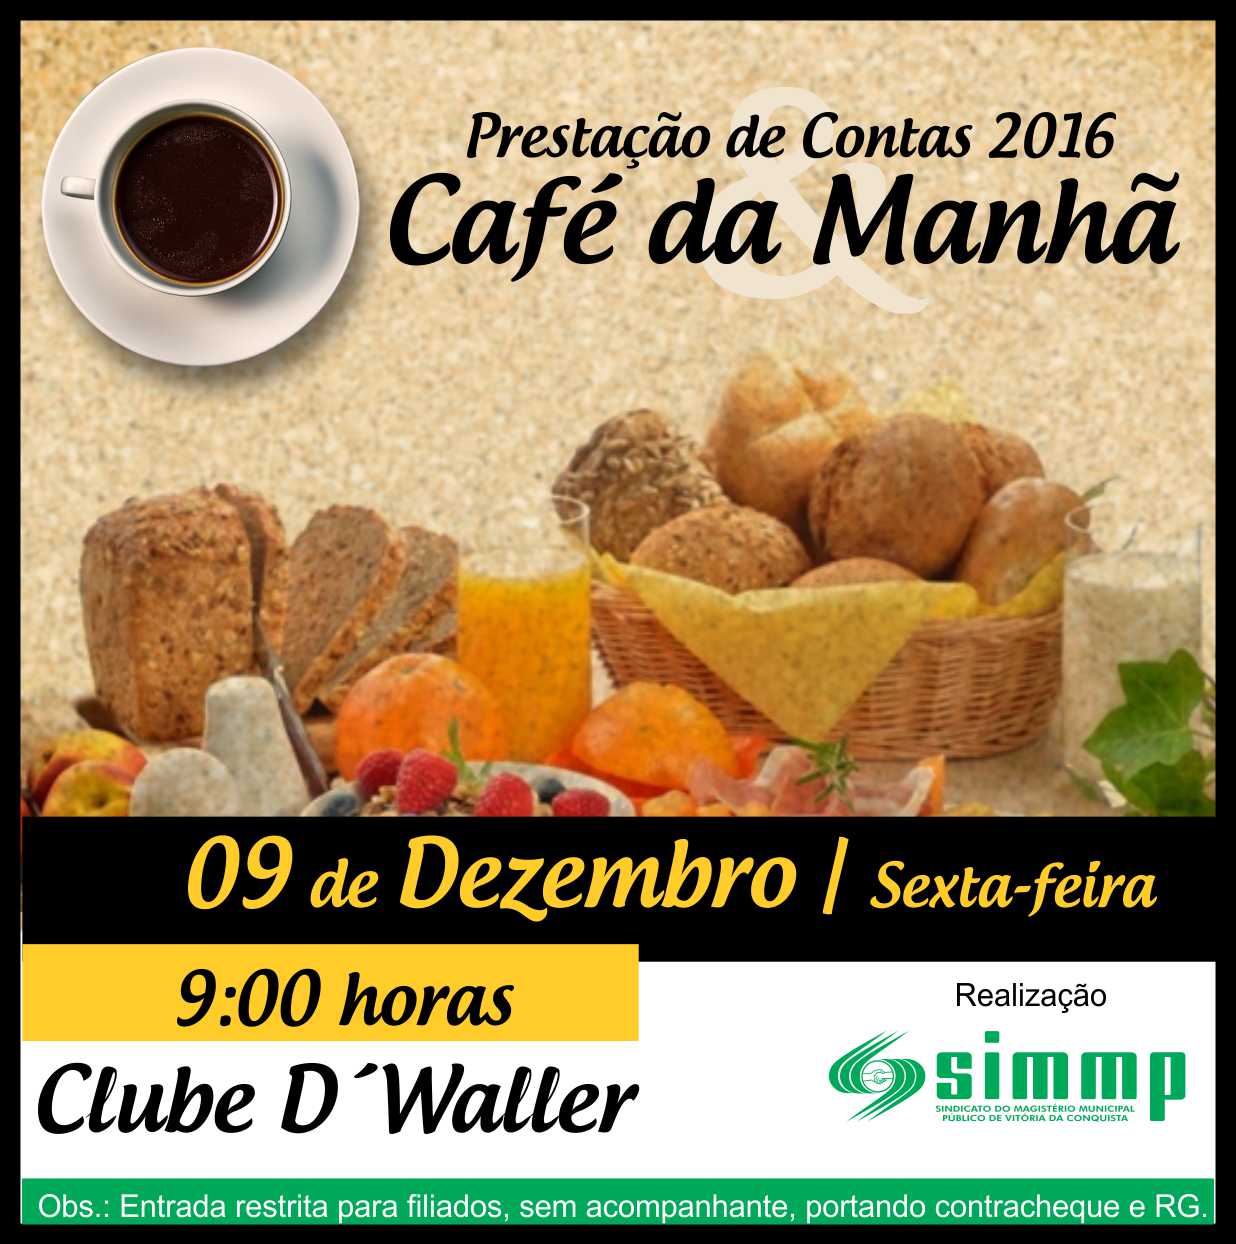 Prestação de Contas 2016
&
Café da Manhã
09 de Dezembro | Sexta-feira
9:00 horas
Clube D´Waller
Realização
simmp
SINDICATO DO MAGISTÉRIO MUNICIPAL
PÚBLICO DE VITÓRIA DA CONQUISTA
Obs.: Entrada restrita para filiados, sem acompanhante, portando contracheque e RG.